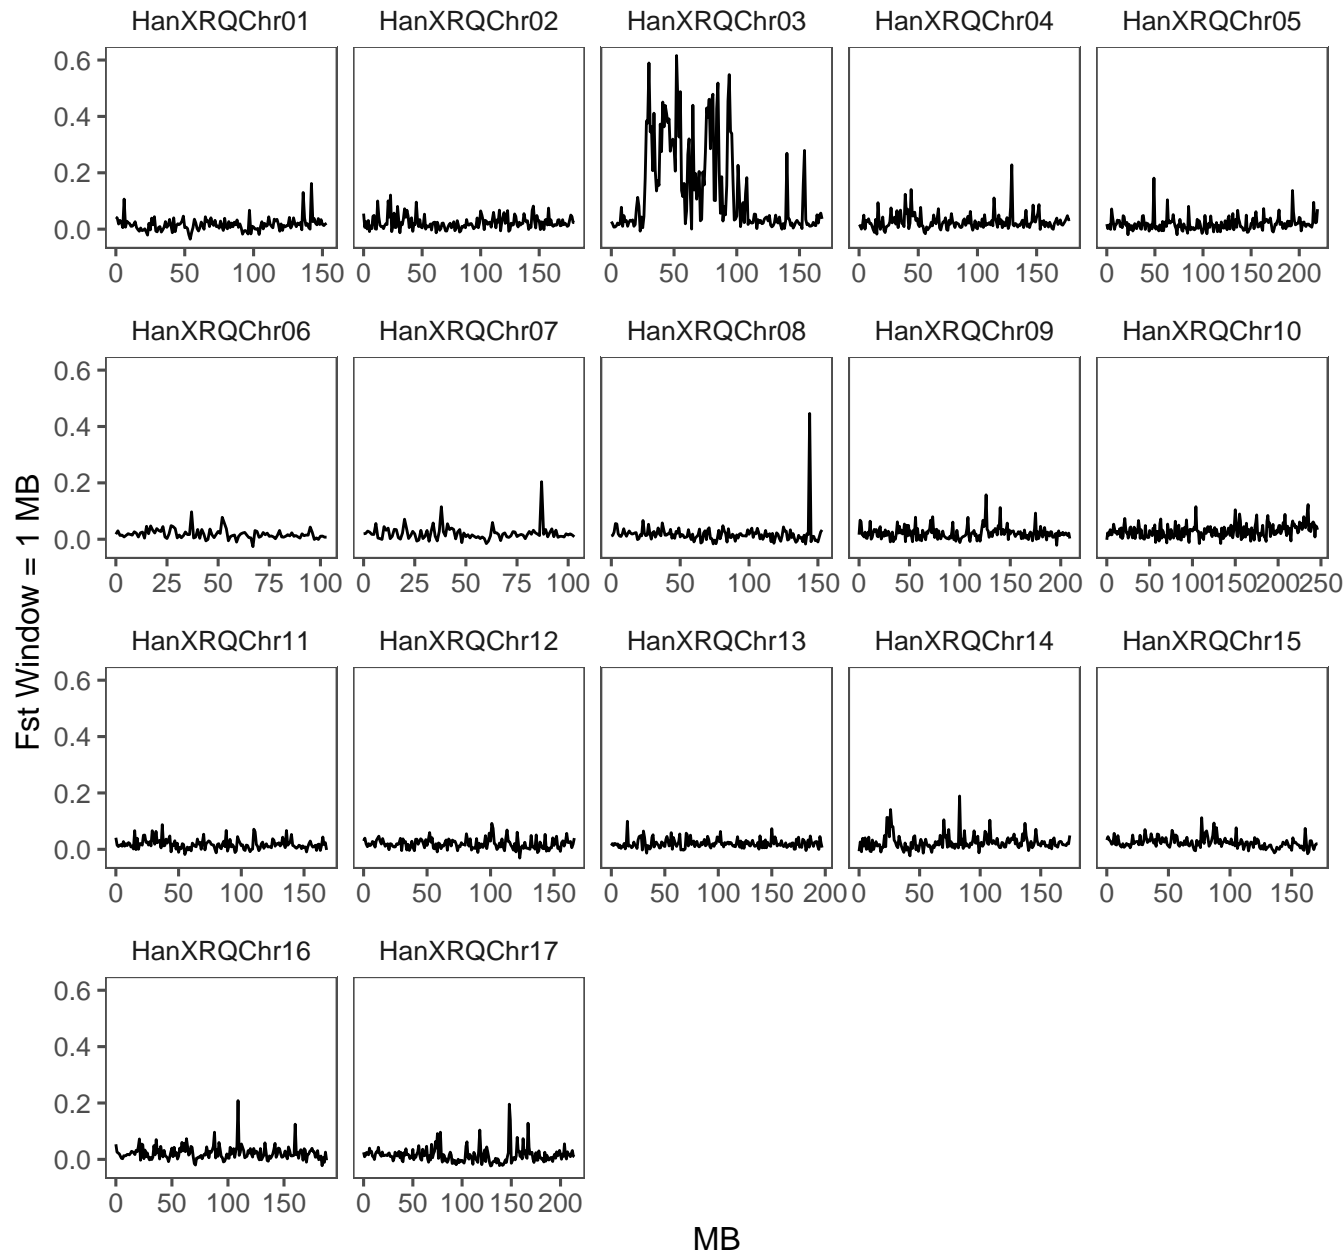 HanXRQChr01 HanXRQChr02 HanXRQChr03 HanXRQChr04 HanXRQChr05
0.6
0.4
0.2
0.0
0 50 100 150 0 50 100 150 0 50 100 150 0 50 100 150 0 50 100 150 200
HanXRQChr06 HanXRQChr07 HanXRQChr08 HanXRQChr09 HanXRQChr10
0.6
0.4
0.2
0.0
0 25 50 75 100 0 25 50 75 100 0 50 100 150 0 50 100 150 200 0 50 100 150 200 250
Fst Window = 1 MB
HanXRQChr11 HanXRQChr12 HanXRQChr13 HanXRQChr14 HanXRQChr15
0.6
0.4
0.2
0.0
0 50 100 150 0 50 100 150 0 50 100 150 200 0 50 100 150 0 50 100 150
HanXRQChr16 HanXRQChr17
0.6
0.4
0.2
0.0
0 50 100 150 0 50 100 150 200
MB